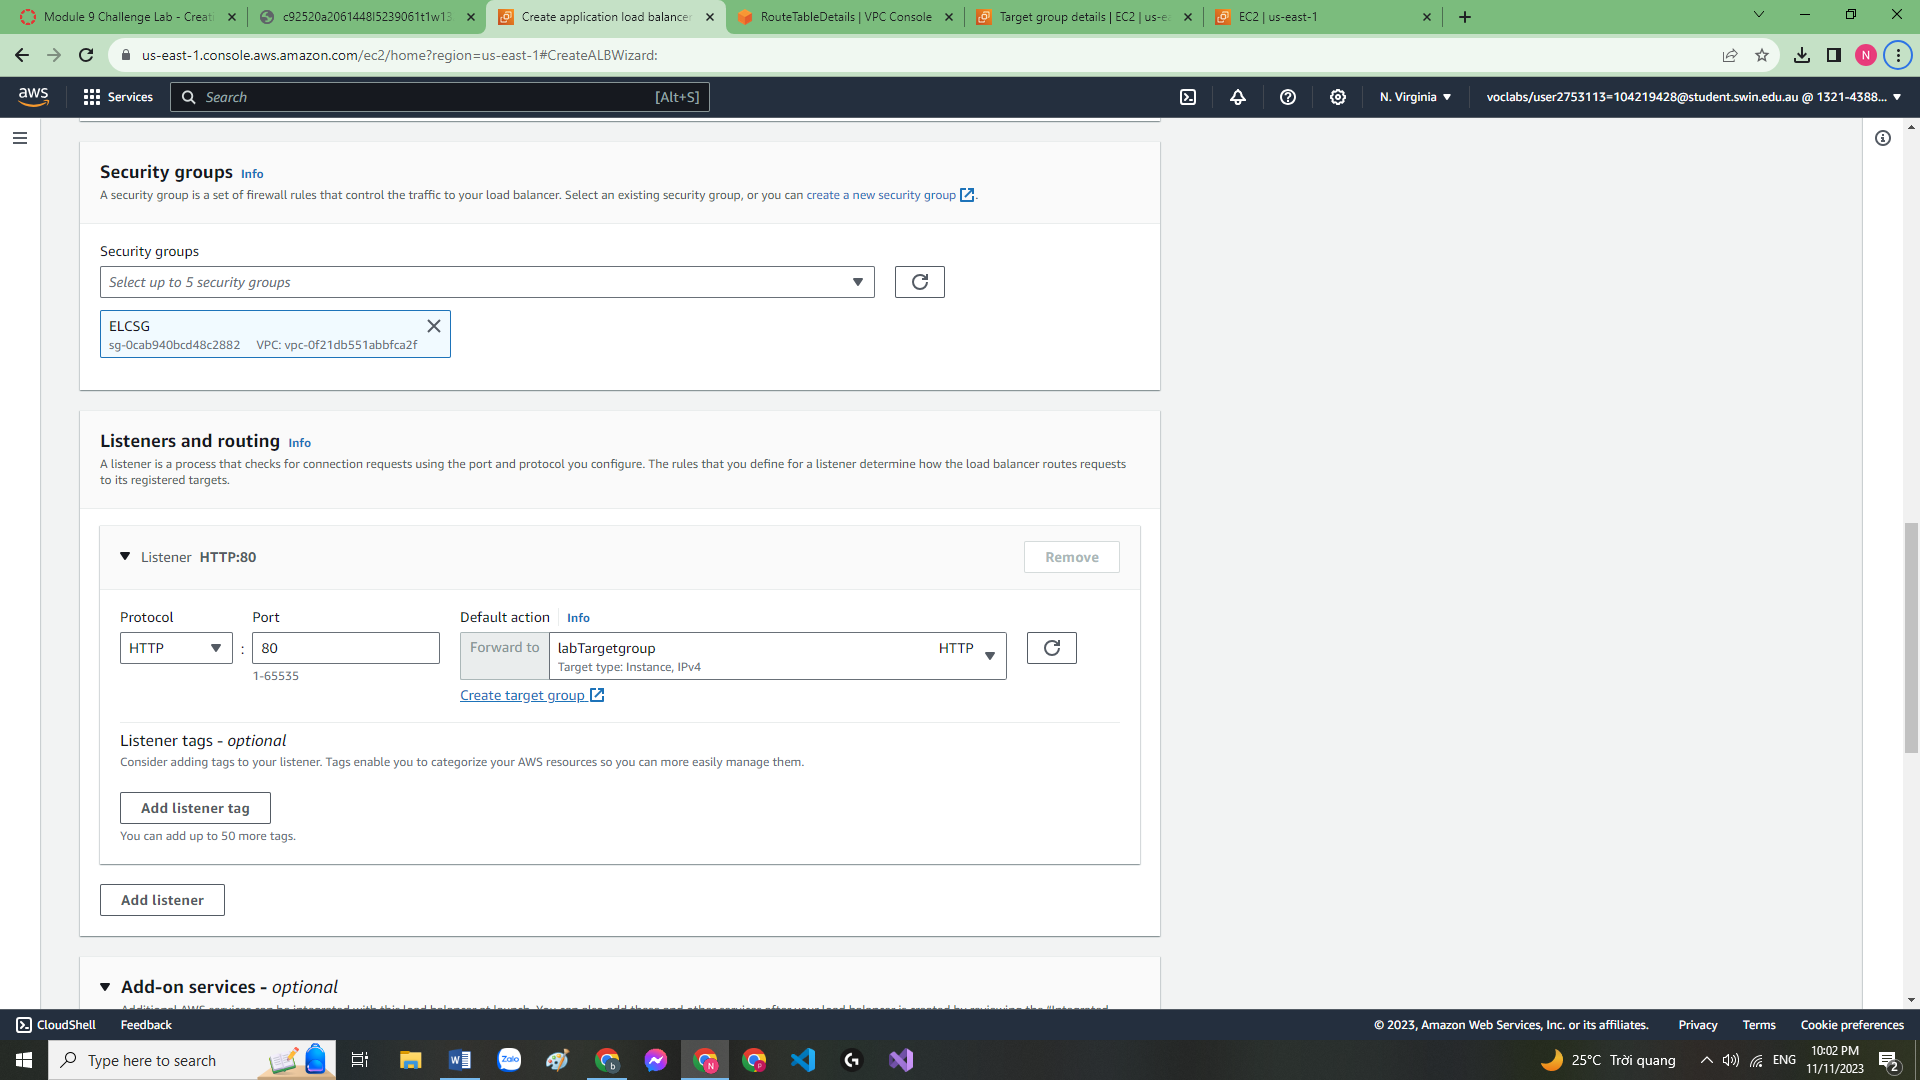 Module 9 Challenge Lab - Creati
c92520a2061448l5239061t1w13
Create application load balancer
RouteTableDetails | VPC Console
Target group details | EC2 | us-ea
EC2 | us-east-1
us-east-1.console.aws.amazon.com/ec2/home?region=us-east-1#CreateALBWizard:
N
aws
Services
Search
[Alt+S]
N. Virginia
voclabs/user2753113=104219428@student.swin.edu.au @ 1321-4388...
Security groups Info
A security group is a set of firewall rules that control the traffic to your load balancer. Select an existing security group, or you can create a new security group.
Security groups
Select up to 5 security groups
ELCSG
sg-0cab940bcd48c2882 VPC: vpc-0f21db551abbfca2f
Listeners and routing Info
A listener is a process that checks for connection requests using the port and protocol you configure. The rules that you define for a listener determine how the load balancer routes requests
to its registered targets.
Listener HTTP:80
Remove
Protocol Port Default action Info
HTTP : 80 Forward to labTargetgroup HTTP
Target type: Instance, IPv4
1-65535
Create target group
Listener tags - optional
Consider adding tags to your listener. Tags enable you to categorize your AWS resources so you can more easily manage them.
Add listener tag
You can add up to 50 more tags.
Add listener
Add-on services - optional
CloudShell Feedback
© 2023, Amazon Web Services, Inc. or its affiliates. Privacy Terms Cookie preferences
Type here to search
Zalo
25°C Trời quang
ENG
10:02 PM
11/11/2023
2